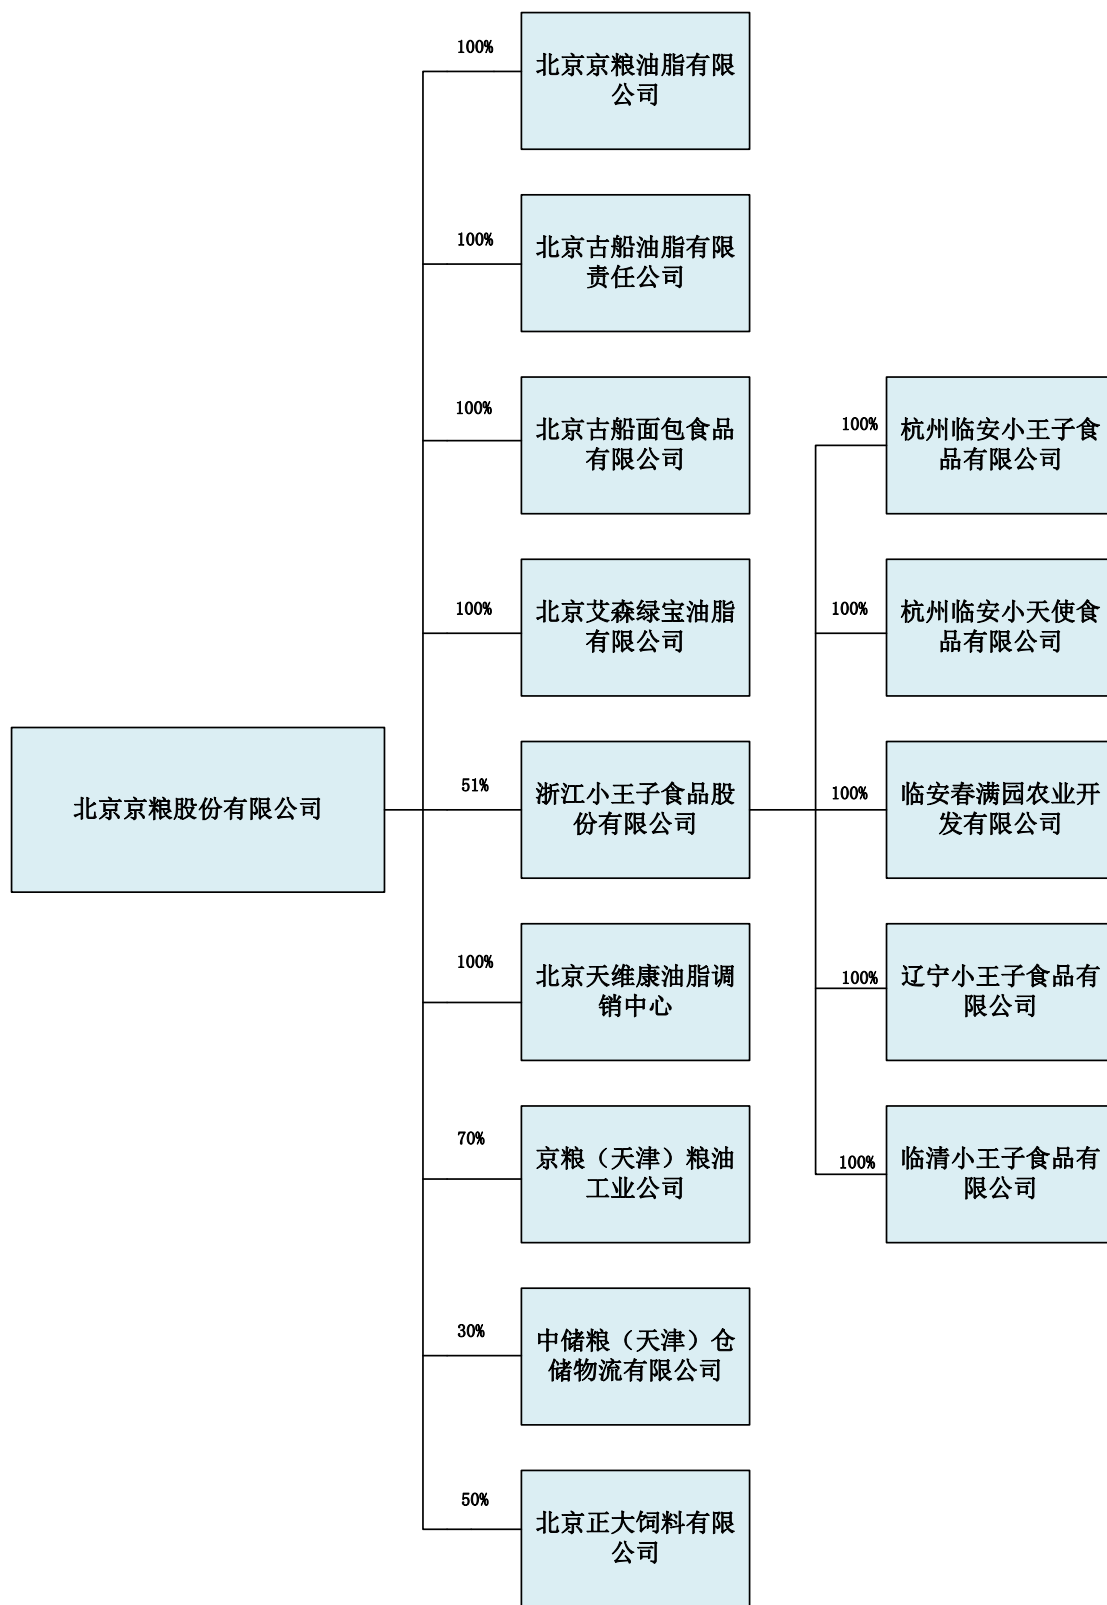 100%
北京京粮油脂有限
公司
100%
北京古船油脂有限
责任公司
100%
北京古船面包食品
有限公司
100%
杭州临安小王子食
品有限公司
100%
北京艾森绿宝油脂
有限公司
100%
杭州临安小天使食
品有限公司
北京京粮股份有限公司
51%
浙江小王子食品股
份有限公司
100%
临安春满园农业开
发有限公司
100%
北京天维康油脂调
销中心
100%
辽宁小王子食品有
限公司
70%
京粮（天津）粮油
工业公司
100%
临清小王子食品有
限公司
30%
中储粮（天津）仓
储物流有限公司
50%
北京正大饲料有限
公司